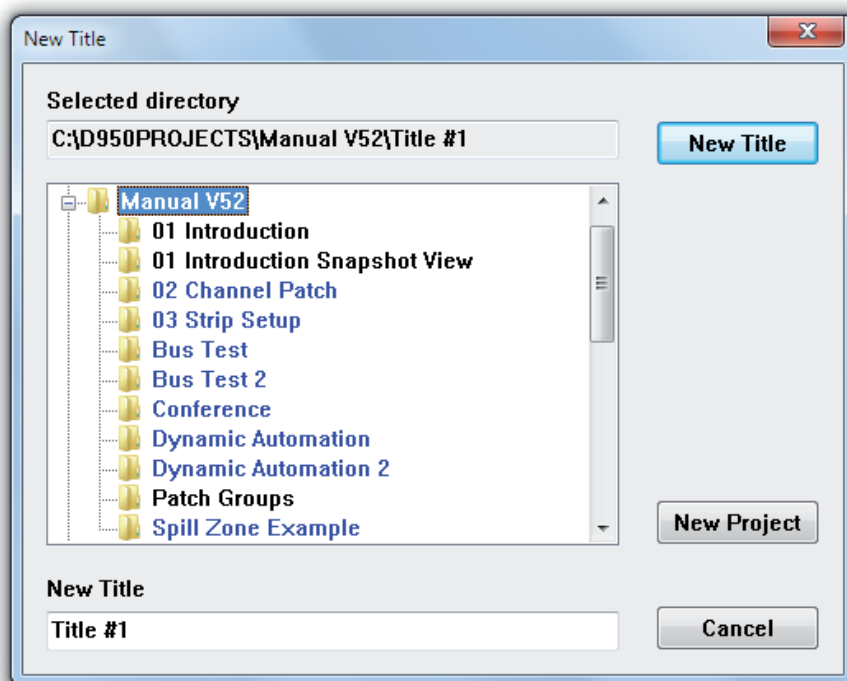 New Title
Selected directory
C:\D950PROJECTS\Manual V52\Title #1
New Title
Manual V52
01 Introduction
01 Introduction Snapshot View
02 Channel Patch
03 Strip Setup
Bus Test
Bus Test 2
Conference
Dynamic Automation
Dynamic Automation 2
Patch Groups
Spill Zone Example
New Project
New Title
Title #1
Cancel